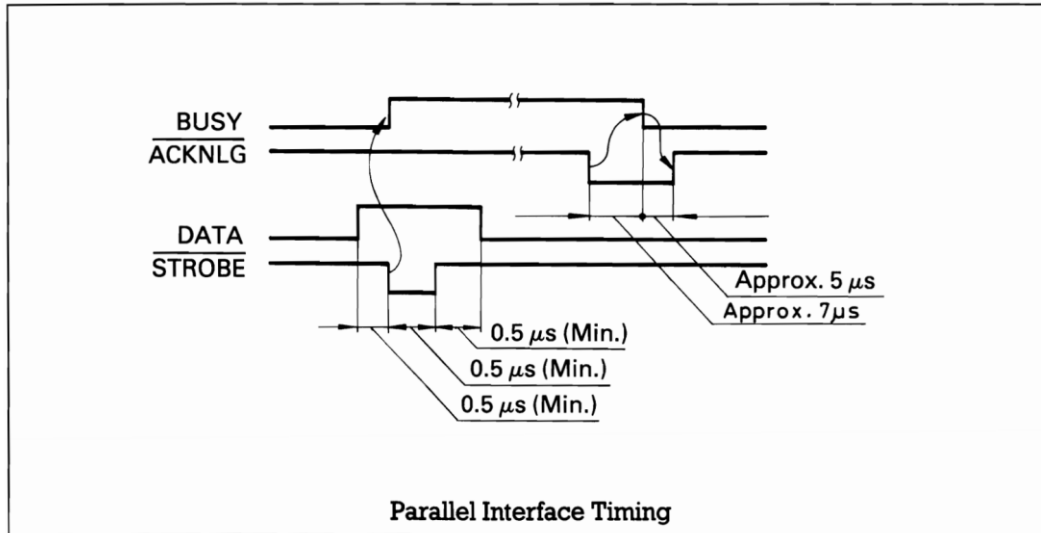 BUSY
ACKNLG
DATA
STROBE
Approx. 5 μs
Approx. 7μs
0.5 μs (Min.)
0.5 μs (Min.)
0.5 μs (Min.)
Parallel Interface Timing